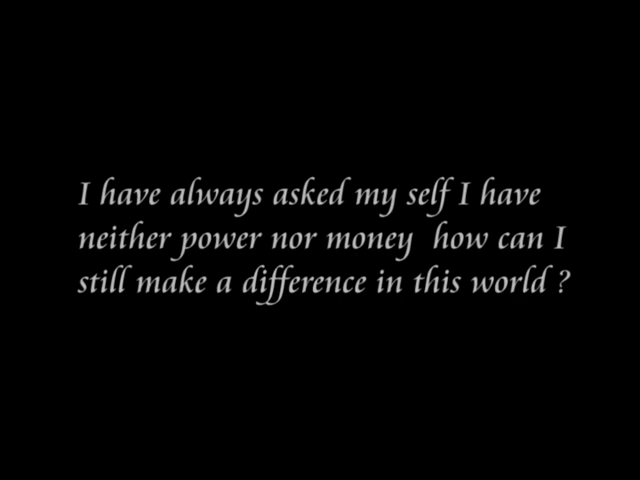 I have always asked my self I have
neither power nor money  how can I
still make a difference in this world ?